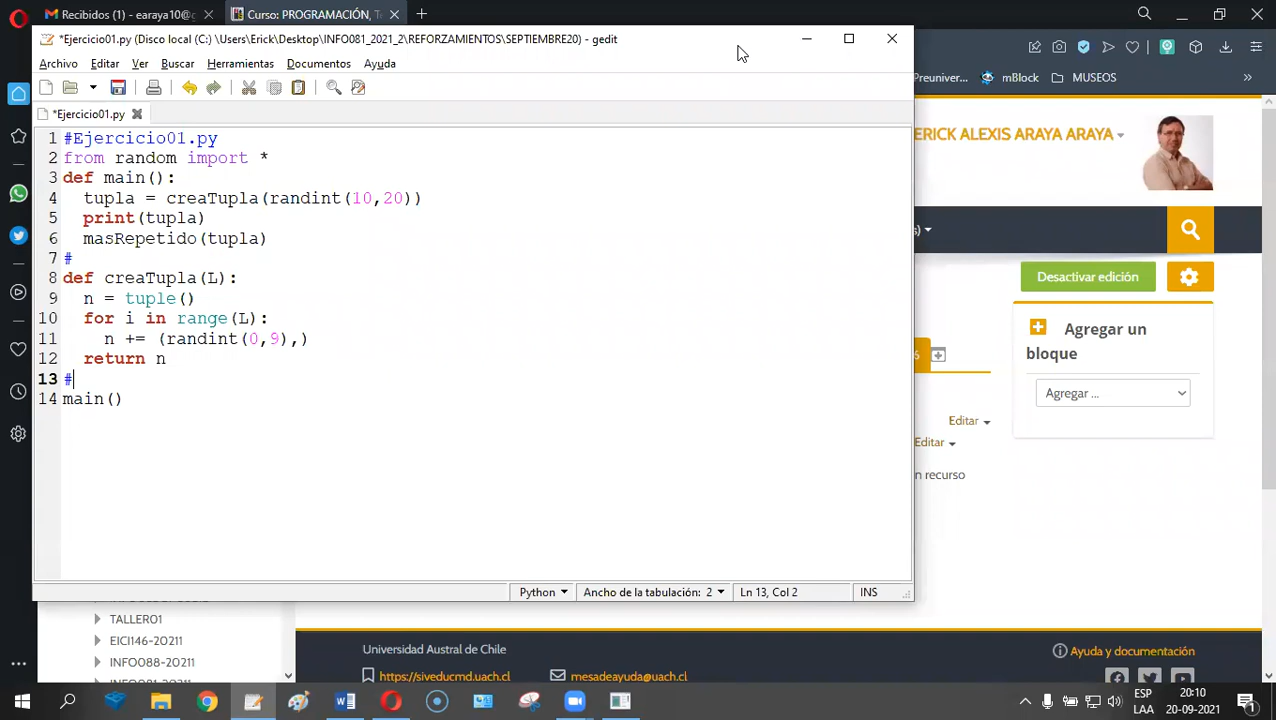 Recibidos (1) - earaya10@g
Curso: PROGRAMACIÓN, Te
*Ejercicio01.py (Disco local (C:) \Users\Erick\Desktop\INFO081_2021_2\REFORZAMIENTOS\SEPTIEMBRE20) - gedit
Archivo Editar Ver Buscar Herramientas Documentos Ayuda
Preuniver... mBlock MUSEOS »
*Ejercicio01.py
1 #Ejercicio01.py
2 from random import *
3 def main():
4 tupla = creaTupla(randint(10,20))
5 print(tupla)
6 masRepetido(tupla)
7 #
8 def creaTupla(L):
9 n = tuple()
10 for i in range(L):
11 n += (randint(0,9),)
12 return n
13 #
14 main()
ERICK ALEXIS ARAYA ARAYA
s)
Desactivar edición
Agregar un
bloque
Agregar ...
6
Editar
Editar
n recurso
Python Ancho de la tabulación: 2 Ln 13, Col 2 INS
TALLERO1
EICI146-20211
INFO088-20211
Universidad Austral de Chile
https://siveducmd.uach.cl
mesadeayuda@uach.cl
Ayuda y documentación
ESP
LAA
20:10
20-09-2021
1